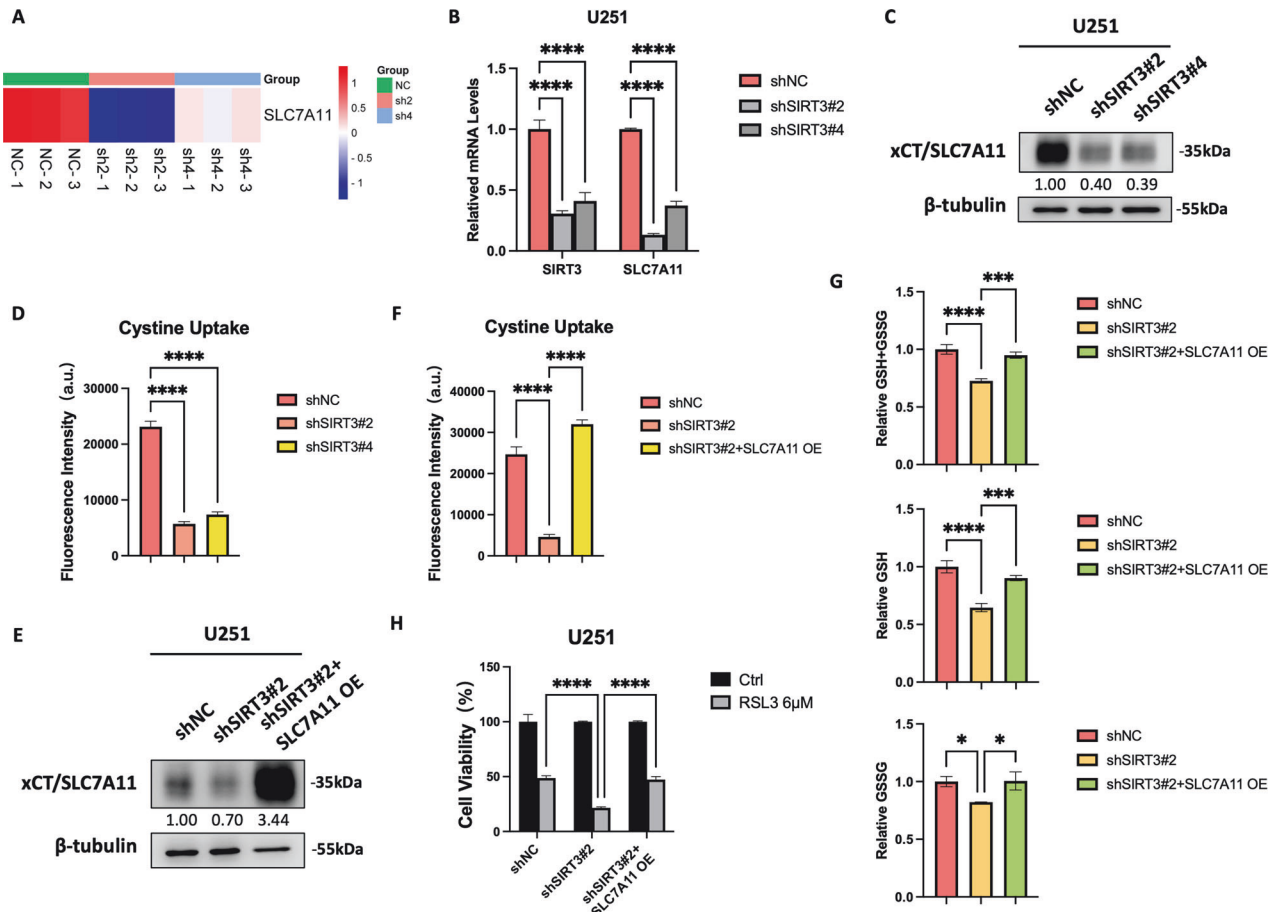 A
Group
SLC7A11
NC- 1
NC- 2
NC- 3
sh2- 1
sh2- 2
sh2- 3
sh4- 1
sh4- 2
sh4- 3
1
0.5
0
- 0.5
- 1
Group
NC
sh2
sh4
B
U251
Relatived mRNA Levels
1.5
1.0
0.5
0.0
**** ****
**** ****
SIRT3 SLC7A11
shNC
shSIRT3#2
shSIRT3#4
C
U251
shNC shSIRT3#2 shSIRT3#4
xCT/SLC7A11 -35kDa
1.00 0.40 0.39
β-tubulin -55kDa
D
Cystine Uptake
Fluorescence Intensity (a.u.)
30000
20000
10000
0
****
****
shNC
shSIRT3#2
shSIRT3#4
F
Cystine Uptake
Fluorescence Intensity (a.u.)
40000
30000
20000
10000
0
****
****
shNC
shSIRT3#2
shSIRT3#2+SLC7A11 OE
G
Relative GSH+GSSG
1.5
1.0
0.5
0.0
***
****
shNC
shSIRT3#2
shSIRT3#2+SLC7A11 OE
Relative GSH
1.5
1.0
0.5
0.0
***
****
shNC
shSIRT3#2
shSIRT3#2+SLC7A11 OE
Relative GSSG
1.5
1.0
0.5
0.0
* *
shNC
shSIRT3#2
shSIRT3#2+SLC7A11 OE
E
U251
shNC
shSIRT3#2
shSIRT3#2+
SLC7A11 OE
xCT/SLC7A11 -35kDa
1.00 0.70 3.44
β-tubulin -55kDa
H
U251
Cell Viability (%)
150
100
50
0
**** ****
Ctrl
RSL3 6μM
shNC
shSIRT3#2
shSIRT3#2+
SLC7A11 OE